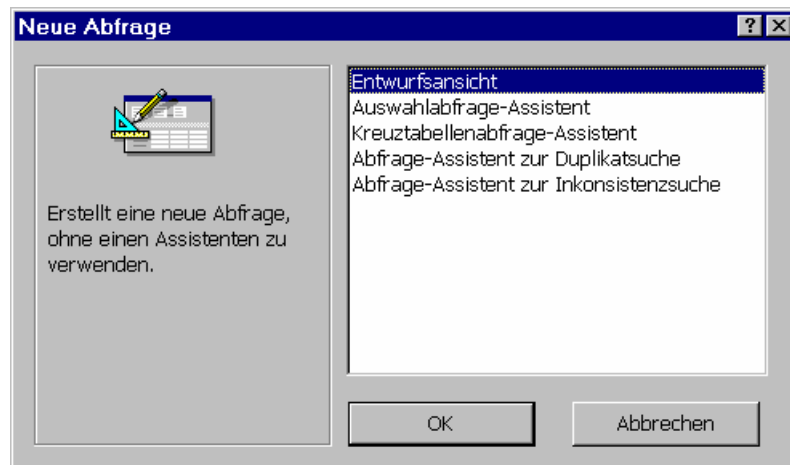 Neue Abfrage
Entwurfsansicht
Auswahlabfrage-Assistent
Kreuztabellenabfrage-Assistent
Abfrage-Assistent zur Duplikatsuche
Abfrage-Assistent zur Inkonsistenzsuche
Erstellt eine neue Abfrage,
ohne einen Assistenten zu
verwenden.
OK
Abbrechen